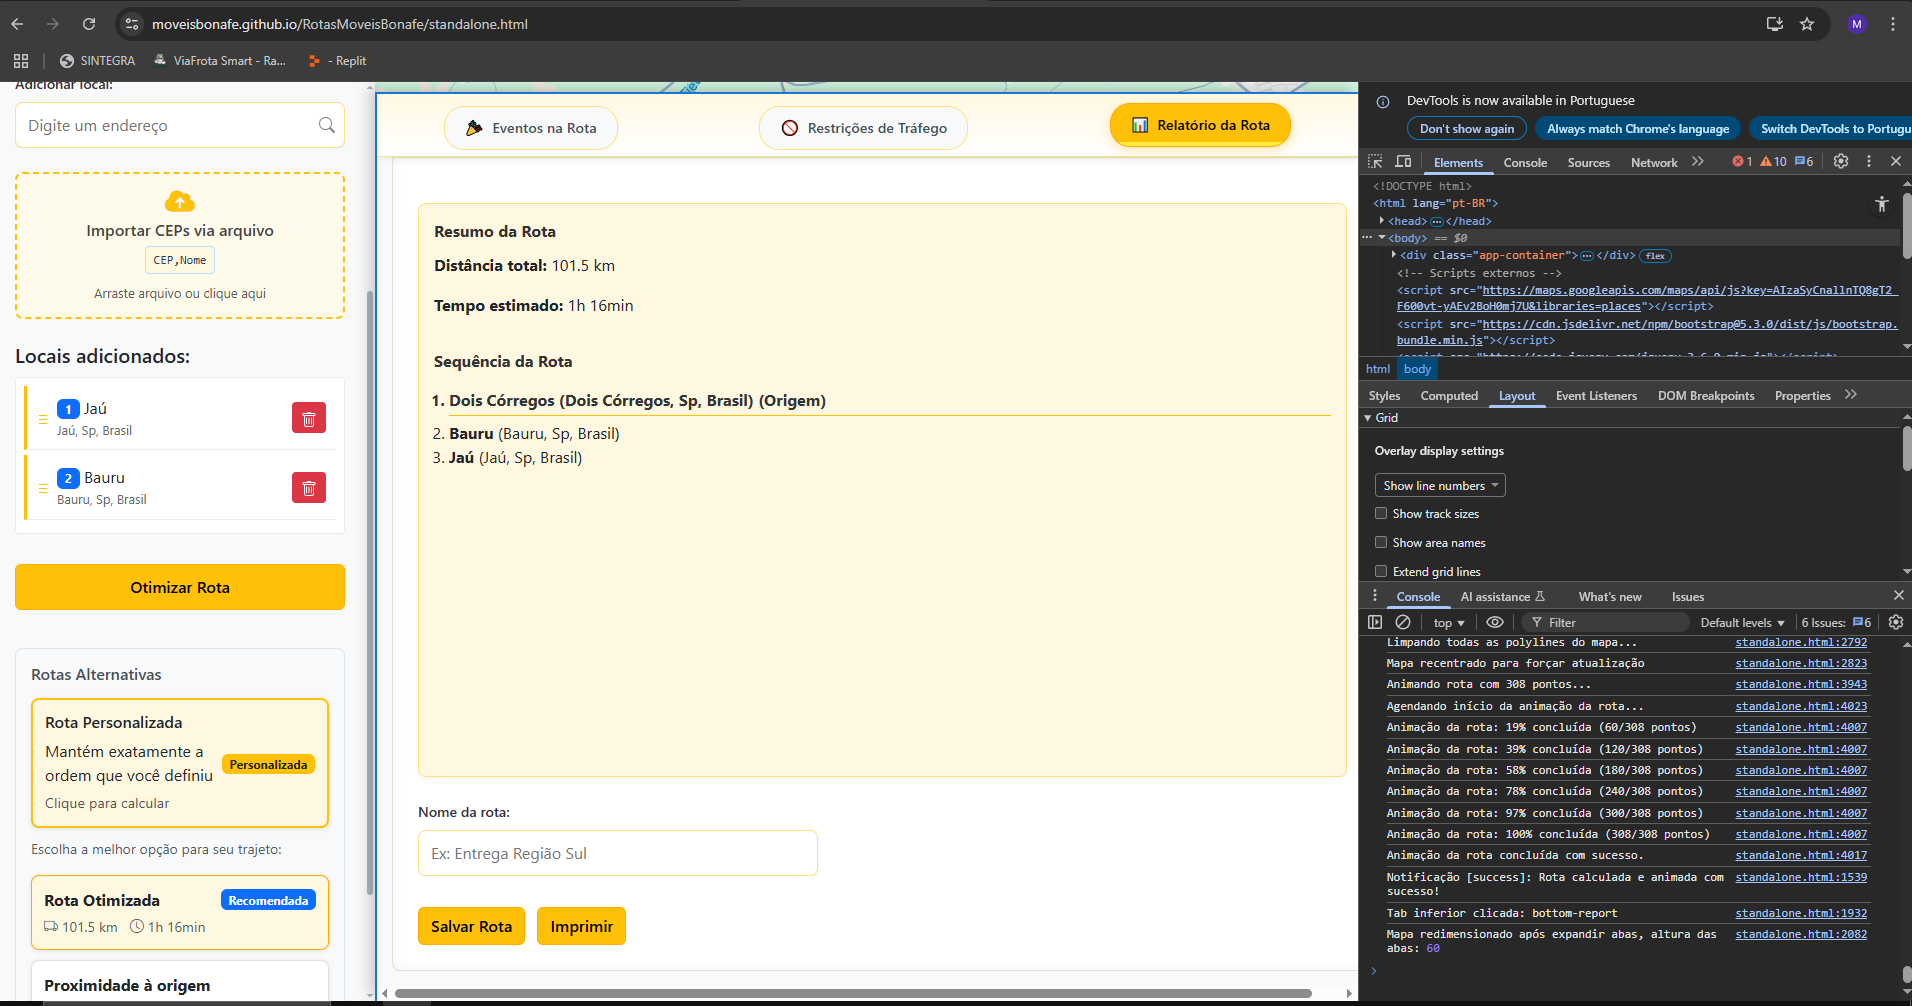 moveisbonafe.github.io/RotasMoveisBonafe/standalone.html
M
SINTEGRA
ViaFrota Smart - Ra...
- Replit
Adicionar local:
Digite um endereço
Importar CEPs via arquivo
CEP,Nome
Arraste arquivo ou clique aqui
Locais adicionados:
1 Jaú
Jaú, Sp, Brasil
2 Bauru
Bauru, Sp, Brasil
Otimizar Rota
Rotas Alternativas
Rota Personalizada
Mantém exatamente a
ordem que você definiu
Personalizada
Clique para calcular
Escolha a melhor opção para seu trajeto:
Rota Otimizada
Recomendada
101.5 km 1h 16min
Proximidade à origem
Eventos na Rota
Restrições de Tráfego
Relatório da Rota
Resumo da Rota
Distância total: 101.5 km
Tempo estimado: 1h 16min
Sequência da Rota
1. Dois Córregos (Dois Córregos, Sp, Brasil) (Origem)
2. Bauru (Bauru, Sp, Brasil)
3. Jaú (Jaú, Sp, Brasil)
Nome da rota:
Ex: Entrega Região Sul
Salvar Rota
Imprimir
DevTools is now available in Portuguese
Don't show again
Always match Chrome's language
Switch DevTools to Portugu
Elements Console Sources Network
1 10 6
<!DOCTYPE html>
<html lang="pt-BR">
<head> </head>
<body> == $0
<div class="app-container"> </div> flex
<!-- Scripts externos -->
<script src="https://maps.googleapis.com/maps/api/js?key=AIzaSyCnallnTQ8gT2_
F600vt-yAEv2BoH0mj7U&libraries=places"></script>
<script src="https://cdn.jsdelivr.net/npm/bootstrap@5.3.0/dist/js/bootstrap.
bundle.min.js"></script>
<script src="https://code.jquery.com/jquery-3.6.0.min.js"></script>
html body
Styles Computed Layout Event Listeners DOM Breakpoints Properties
Grid
Overlay display settings
Show line numbers
Show track sizes
Show area names
Extend grid lines
Console AI assistance What's new Issues
top
Filter
Default levels
6 Issues: 6
Limpando todas as polylines do mapa... standalone.html:2792
Mapa recentrado para forçar atualização standalone.html:2823
Animando rota com 308 pontos... standalone.html:3943
Agendando início da animação da rota... standalone.html:4023
Animação da rota: 19% concluída (60/308 pontos) standalone.html:4007
Animação da rota: 39% concluída (120/308 pontos) standalone.html:4007
Animação da rota: 58% concluída (180/308 pontos) standalone.html:4007
Animação da rota: 78% concluída (240/308 pontos) standalone.html:4007
Animação da rota: 97% concluída (300/308 pontos) standalone.html:4007
Animação da rota: 100% concluída (308/308 pontos) standalone.html:4007
Animação da rota concluída com sucesso. standalone.html:4017
Notificação [success]: Rota calculada e animada com standalone.html:1539
sucesso!
Tab inferior clicada: bottom-report standalone.html:1932
Mapa redimensionado após expandir abas, altura das standalone.html:2082
abas: 60